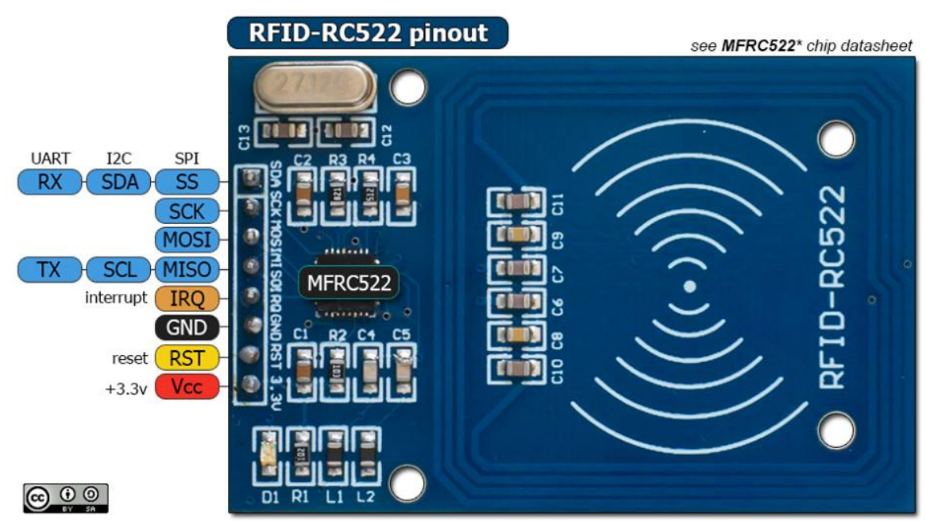 RFID-RC522 pinout
see MFRC522* chip datasheet
27.12
C13
C12
UART I2C SPI
RX SDA SS
SCK
MOSI
TX SCL MISO
interrupt IRQ
GND
reset RST
+3.3v Vcc
SDA SCK MOSI MISO IRQ GND RST 3.3V
C2 R3 R4 C3
821
512
MFRC522
C1 R2 C4 C5
D1 R1 L1 L2
C11
C9
C7
C6
C8
C10
RFID-RC522
cc
BY SA